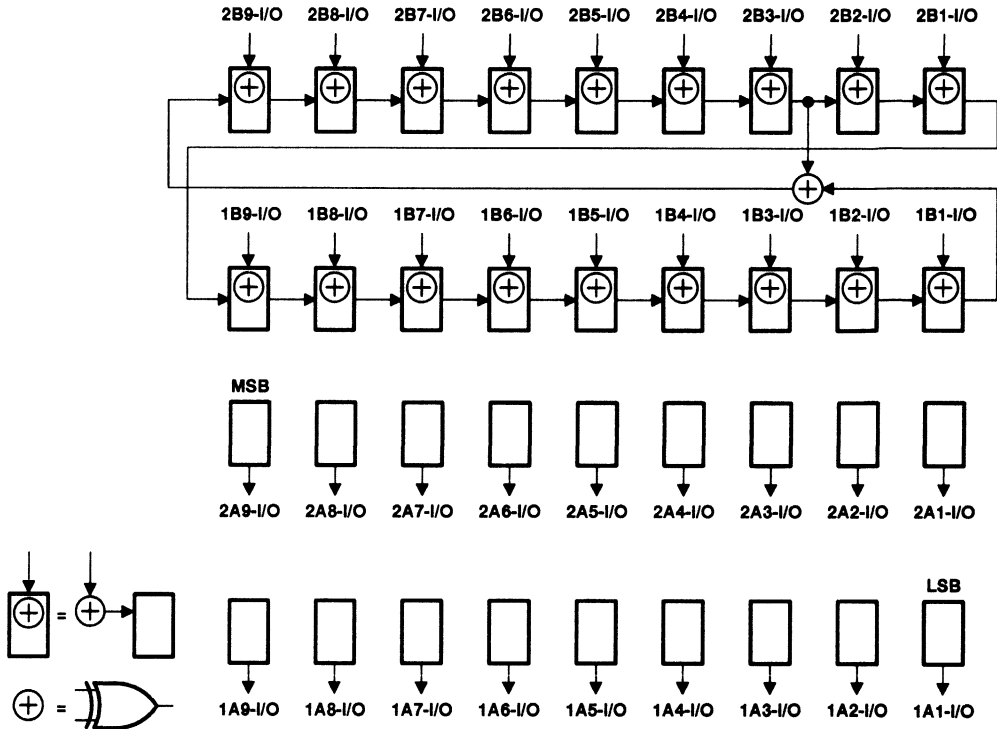 2B9-I/O 2B8-I/O 2B7-I/O 2B6-I/O 2B5-I/O 2B4-I/O 2B3-I/O 2B2-I/O 2B1-I/O
1B9-I/O 1B8-I/O 1B7-I/O 1B6-I/O 1B5-I/O 1B4-I/O 1B3-I/O 1B2-I/O 1B1-I/O
MSB
2A9-I/O 2A8-I/O 2A7-I/O 2A6-I/O 2A5-I/O 2A4-I/O 2A3-I/O 2A2-I/O 2A1-I/O
LSB
=
=
1A9-I/O 1A8-I/O 1A7-I/O 1A6-I/O 1A5-I/O 1A4-I/O 1A3-I/O 1A2-I/O 1A1-I/O